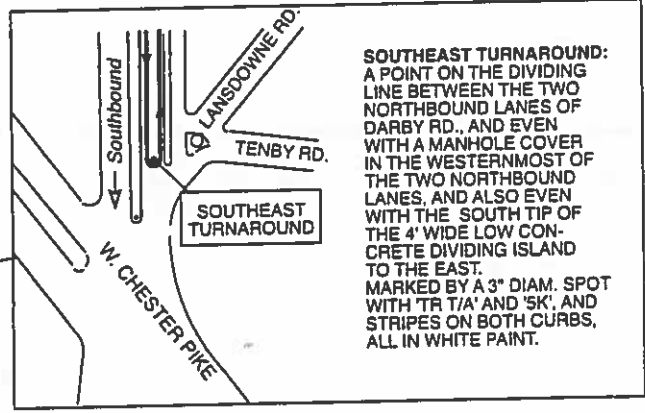 Southbound
LANSDOWNE RD.
TENBY RD.
SOUTHEAST
TURNAROUND
W. CHESTER PIKE
SOUTHEAST TURNAROUND:
A POINT ON THE DIVIDING
LINE BETWEEN THE TWO
NORTHBOUND LANES OF
DARBY RD., AND EVEN
WITH A MANHOLE COVER
IN THE WESTERNMOST OF
THE TWO NORTHBOUND
LANES, AND ALSO EVEN
WITH THE SOUTH TIP OF
THE 4' WIDE LOW CON-
CRETE DIVIDING ISLAND
TO THE EAST.
MARKED BY A 3" DIAM. SPOT
WITH 'TR T/A' AND '5K', AND
STRIPES ON BOTH CURBS,
ALL IN WHITE PAINT.